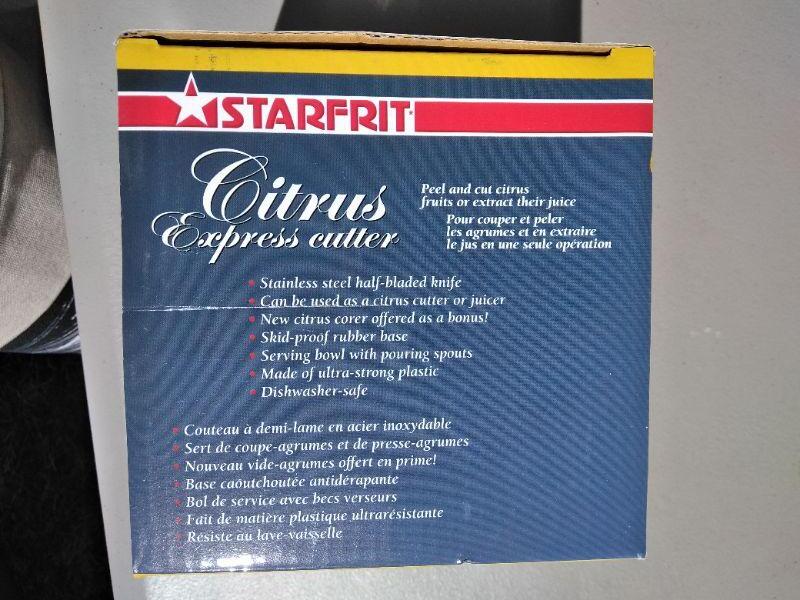 STARFRIT
Citrus
Express cutter
Peel and cut citrus
fruits or extract their juice
Pour couper et peler
les agrumes et en extraire
le jus en une seule opération
• Stainless steel half-bladed knife
• Can be used as a citrus cutter or juicer
• New citrus corer offered as a bonus!
• Skid-proof rubber base
• Serving bowl with pouring spouts
• Made of ultra-strong plastic
• Dishwasher-safe
• Couteau à demi-lame en acier inoxydable
• Sert de coupe-agrumes et de presse-agrumes
• Nouveau vide-agrumes offert en prime!
• Base caoutchoutée antidérapante
• Bol de service avec becs verseurs
• Fait de matière plastique ultrarésistante
• Résiste au lave-vaisselle